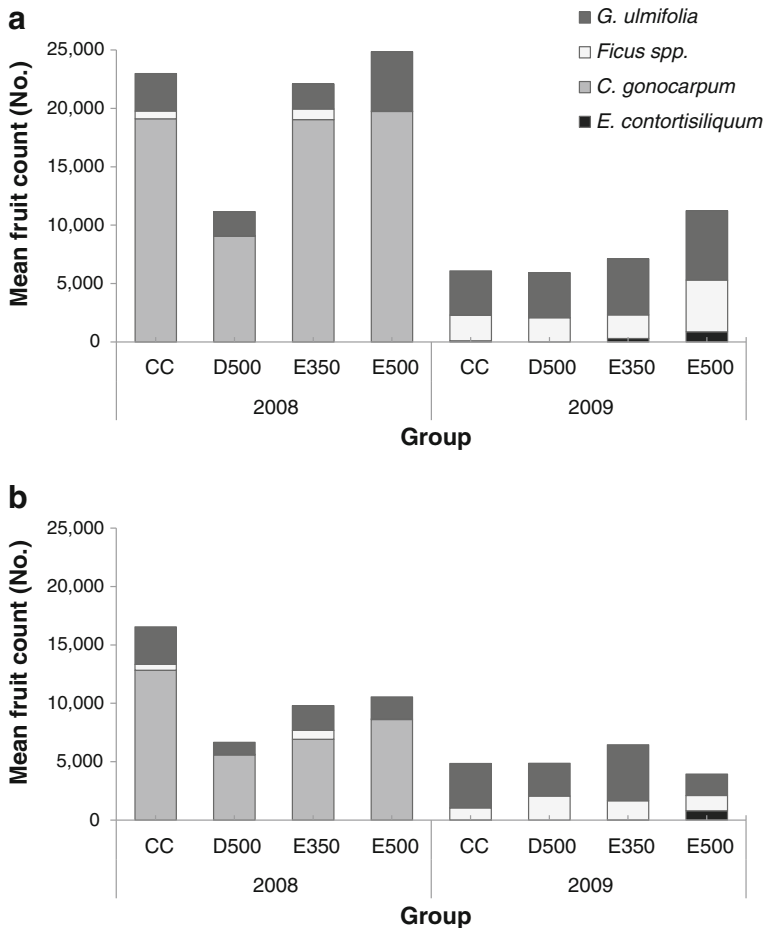 a
G. ulmifolia
Ficus spp.
C. gonocarpum
E. contortisiliquum
Mean fruit count (No.)
25,000
20,000
15,000
10,000
5,000
0
CC D500 E350 E500 CC D500 E350 E500
2008 2009
Group
b
Mean fruit count (No.)
25,000
20,000
15,000
10,000
5,000
0
CC D500 E350 E500 CC D500 E350 E500
2008 2009
Group